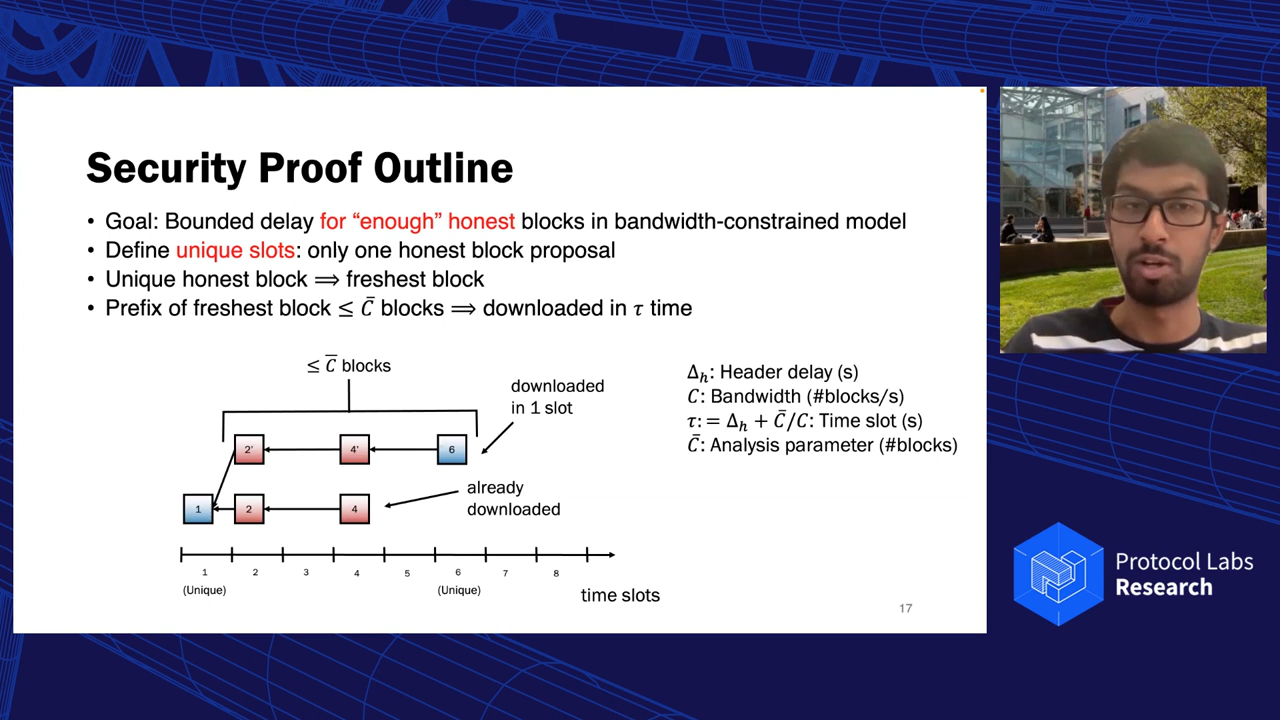 Security Proof Outline
• Goal: Bounded delay for “enough” honest blocks in bandwidth-constrained model
• Define unique slots: only one honest block proposal
• Unique honest block ⟹ freshest block
• Prefix of freshest block ≤ C̄ blocks ⟹ downloaded in τ time
≤ C̄ blocks
downloaded
in 1 slot
2' 4' 6
already
downloaded
1 2 4
1 2 3 4 5 6 7 8
(Unique) (Unique)
time slots
Δₕ: Header delay (s)
C: Bandwidth (#blocks/s)
τ: = Δₕ + C̄/C: Time slot (s)
C̄: Analysis parameter (#blocks)
17
Protocol Labs
Research